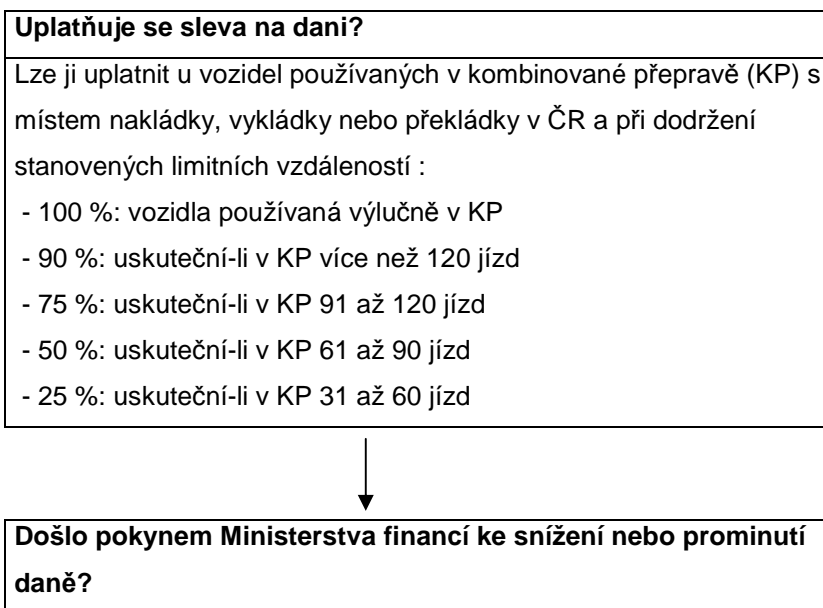 Uplatňuje se sleva na dani?
Lze ji uplatnit u vozidel používaných v kombinované přepravě (KP) s
místem nakládky, vykládky nebo překládky v ČR a při dodržení
stanovených limitních vzdáleností :
- 100 %: vozidla používaná výlučně v KP
- 90 %: uskuteční-li v KP více než 120 jízd
- 75 %: uskuteční-li v KP 91 až 120 jízd
- 50 %: uskuteční-li v KP 61 až 90 jízd
- 25 %: uskuteční-li v KP 31 až 60 jízd
Došlo pokynem Ministerstva financí ke snížení nebo prominutí
daně?